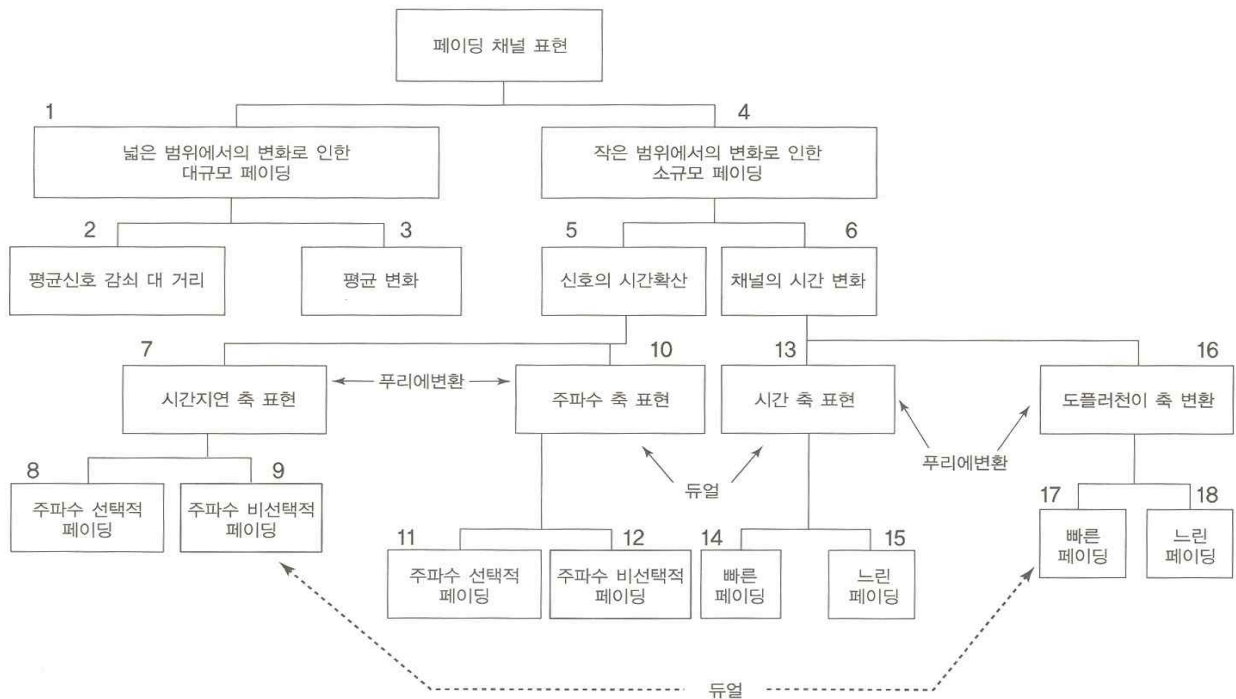 페이딩 채널 표현
1
4
넓은 범위에서의 변화로 인한
대규모 페이딩
작은 범위에서의 변화로 인한
소규모 페이딩
2
3
5
6
평균신호 감쇠 대 거리
평균 변화
신호의 시간확산
채널의 시간 변화
7
10
13
16
시간지연 축 표현
푸리에변환
주파수 축 표현
시간 축 표현
도플러천이 축 변환
푸리에변환
8
9
듀얼
17
18
주파수 선택적
페이딩
주파수 비선택적
페이딩
빠른
페이딩
느린
페이딩
11
12
14
15
주파수 선택적
페이딩
주파수 비선택적
페이딩
빠른
페이딩
느린
페이딩
듀얼